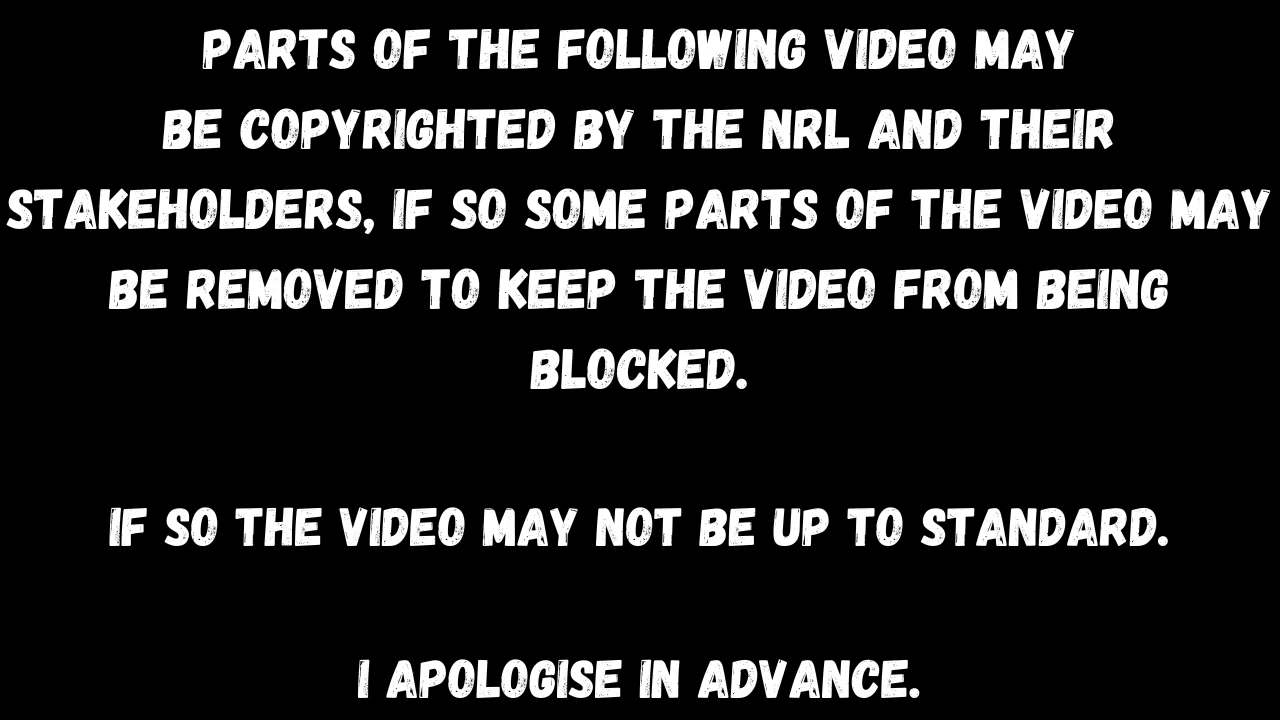 PARTS OF THE FOLLOWING VIDEO MAY
BE COPYRIGHTED BY THE NRL AND THEIR
STAKEHOLDERS, IF SO SOME PARTS OF THE VIDEO MAY
BE REMOVED TO KEEP THE VIDEO FROM BEING
BLOCKED.
IF SO THE VIDEO MAY NOT BE UP TO STANDARD.
I APOLOGISE IN ADVANCE.